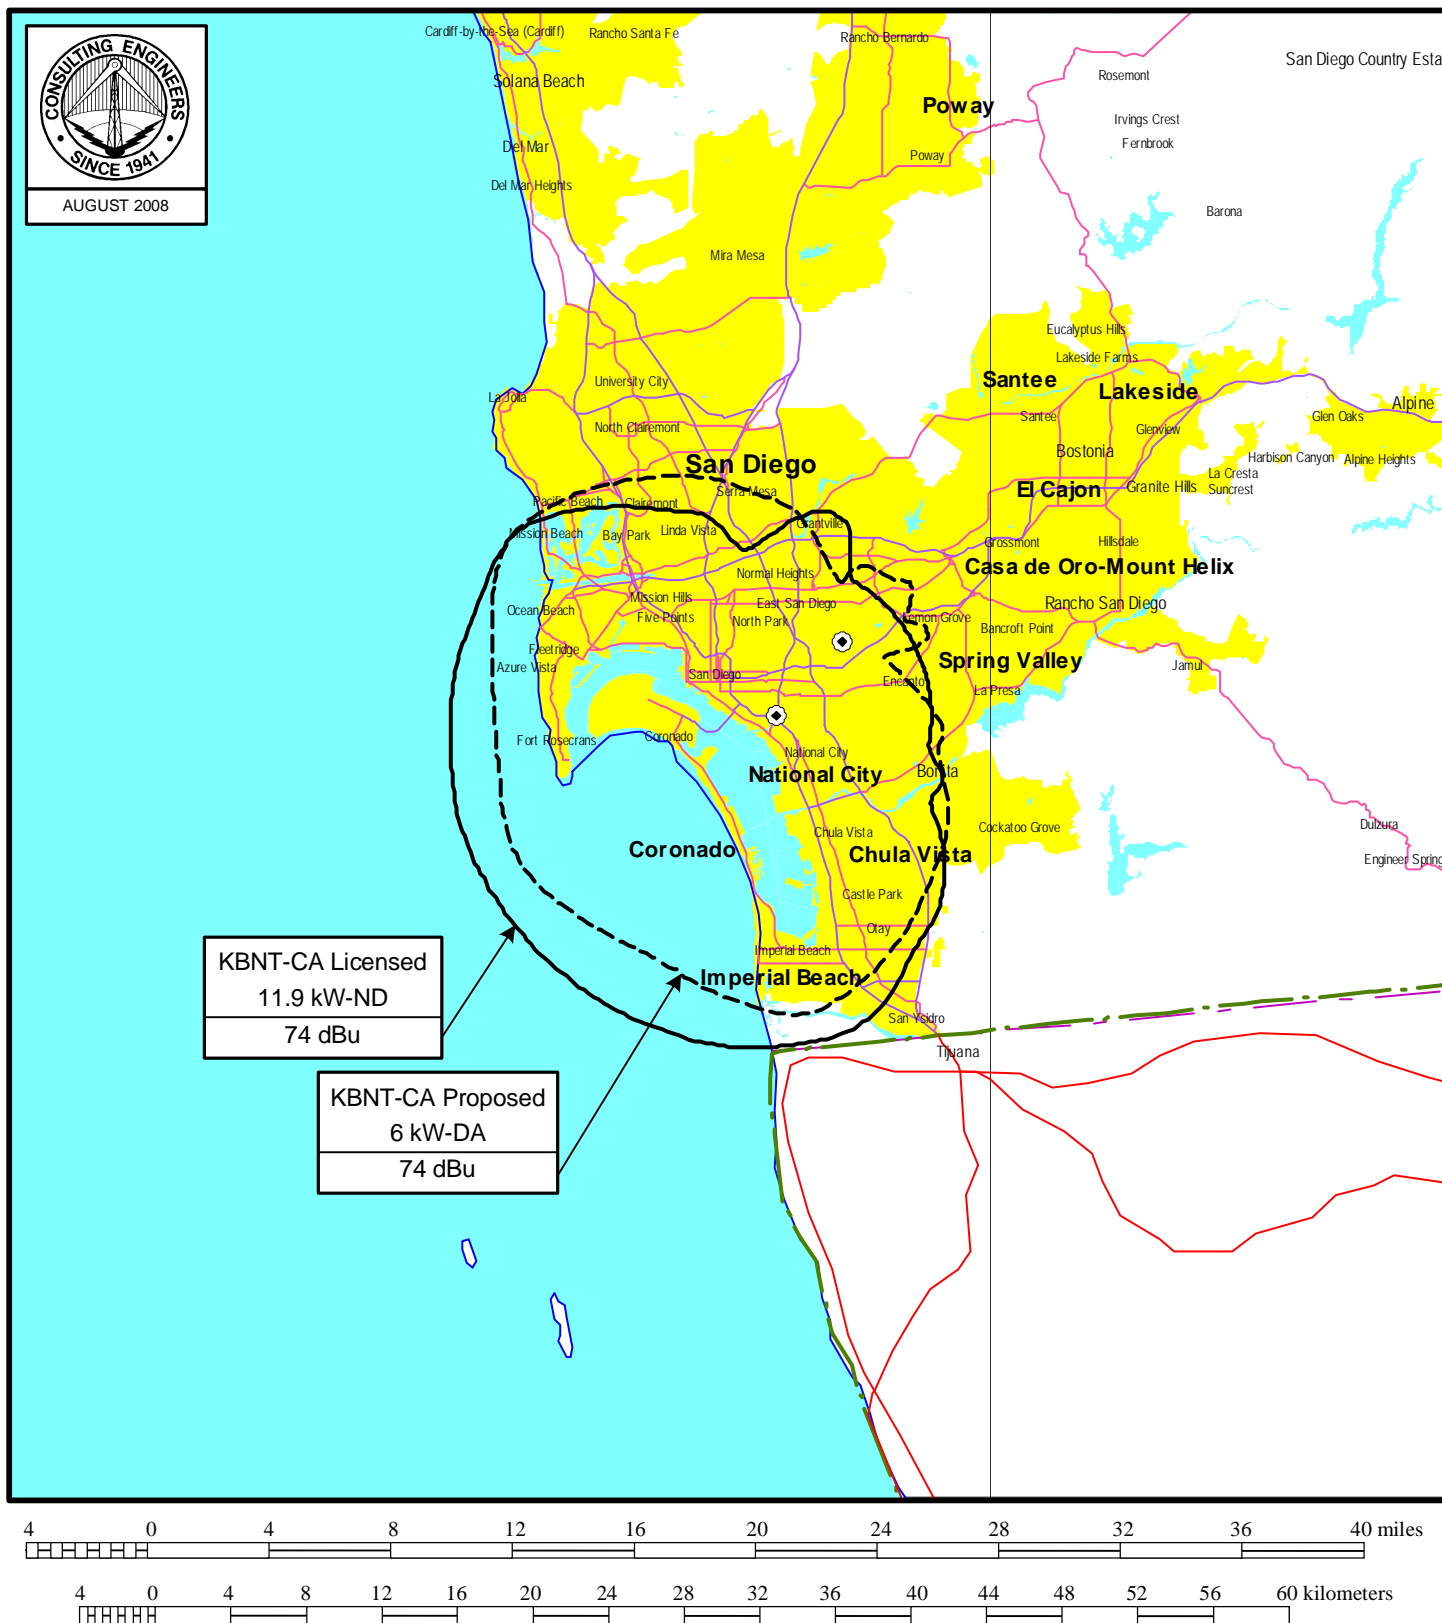 CONSULTING ENGINEERS
• SINCE 1941 •
AUGUST 2008
Cardiff-by-the-Sea (Cardiff)
Rancho Santa Fe
Rancho Bernardo
San Diego Country Esta
Solana Beach
Rosemont
Poway
Irvings Crest
Fernbrook
Del Mar
Poway
Del Mar Heights
Barona
Mira Mesa
Eucalyptus Hills
Lakeside Farms
University City
Santee
Lakeside
La Jolla
Alpine
Santee
Glen Oaks
North Clairemont
Glenview
Bostonia
Harbison Canyon
Alpine Heights
San Diego
La Cresta
Serra Mesa
El Cajon
Granite Hills
Suncrest
Pacific Beach
Clairemont
Grantville
Mission Beach
Bay Park
Linda Vista
Grossmont
Hillsdale
Normal Heights
Casa de Oro-Mount Helix
Mission Hills
East San Diego
Rancho San Diego
Ocean Beach
Five Points
North Park
Lemon Grove
Bancroft Point
Fleetridge
Azure Vista
San Diego
Spring Valley
Jamul
Encanto
La Presa
Fort Rosecrans
Coronado
National City
National City
Bonita
Coronado
Chula Vista
Cockatoo Grove
Dulzura
Chula Vista
Engineer Spring
Castle Park
Otay
Imperial Beach
Imperial Beach
San Ysidro
Tijuana
KBNT-CA Licensed
11.9 kW-ND
74 dBu
KBNT-CA Proposed
6 kW-DA
74 dBu
4 0 4 8 12 16 20 24 28 32 36 40 miles
4 0 4 8 12 16 20 24 28 32 36 40 44 48 52 56 60 kilometers